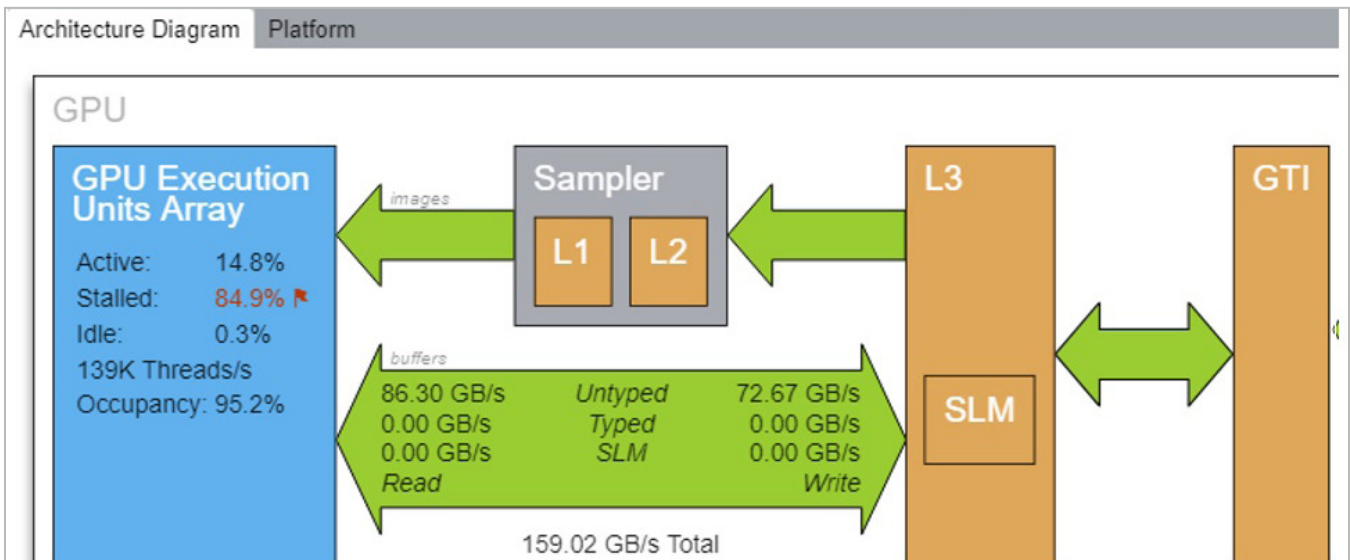 Architecture Diagram Platform
GPU
GPU Execution
Units Array
Active: 14.8%
Stalled: 84.9%
Idle: 0.3%
139K Threads/s
Occupancy: 95.2%
images
Sampler
L1 L2
L3
GTI
buffers
86.30 GB/s Untyped 72.67 GB/s
0.00 GB/s Typed 0.00 GB/s
0.00 GB/s SLM 0.00 GB/s
Read Write
159.02 GB/s Total
SLM